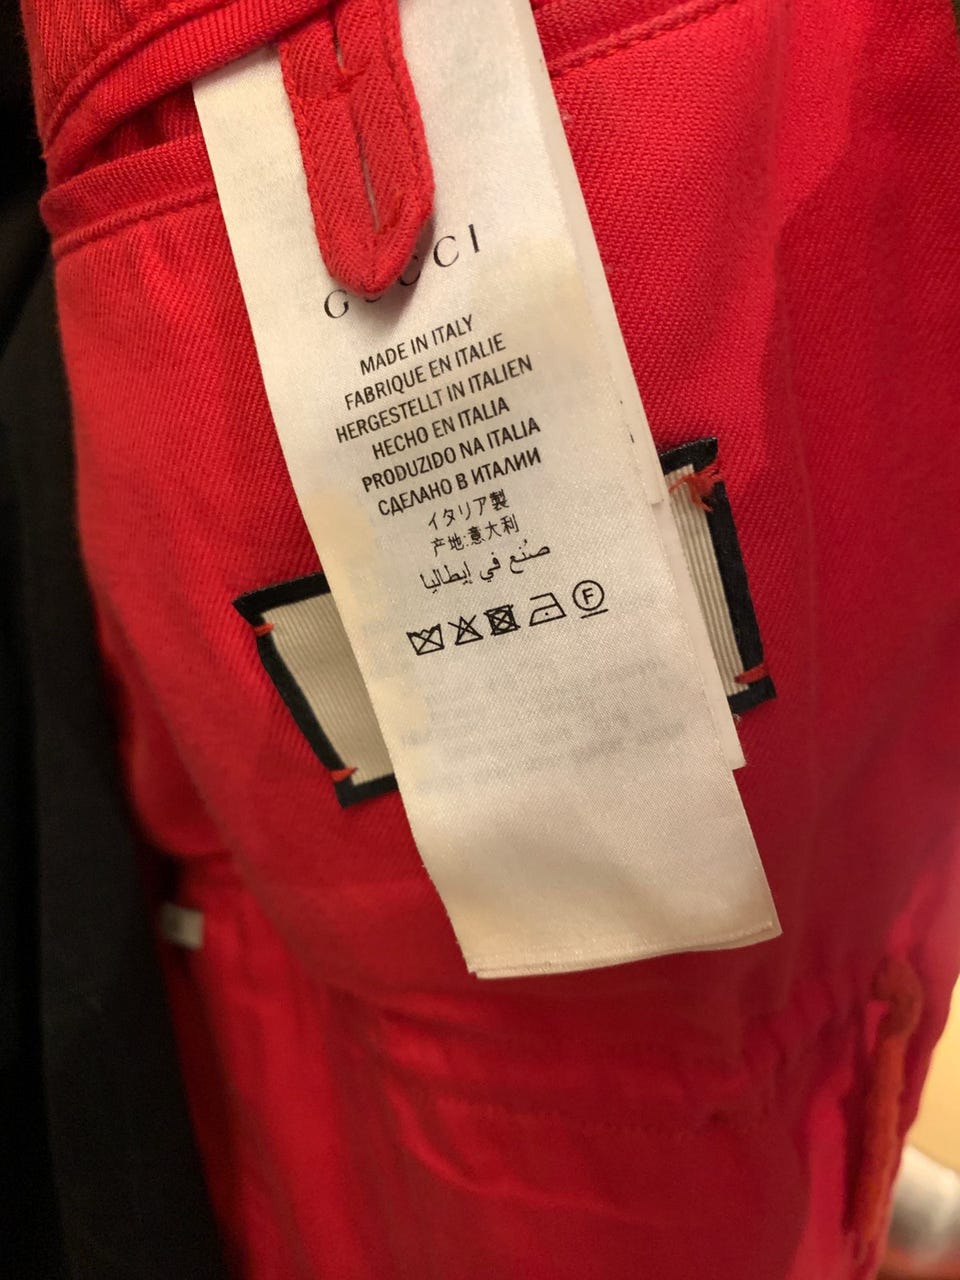 GUCCI
MADE IN ITALY
FABRIQUE EN ITALIE
HERGESTELLT IN ITALIEN
HECHO EN ITALIA
PRODUZIDO NA ITALIA
СДЕЛАНО В ИТАЛИИ
イタリア製
产地:意大利
صُنع في إيطاليا
F